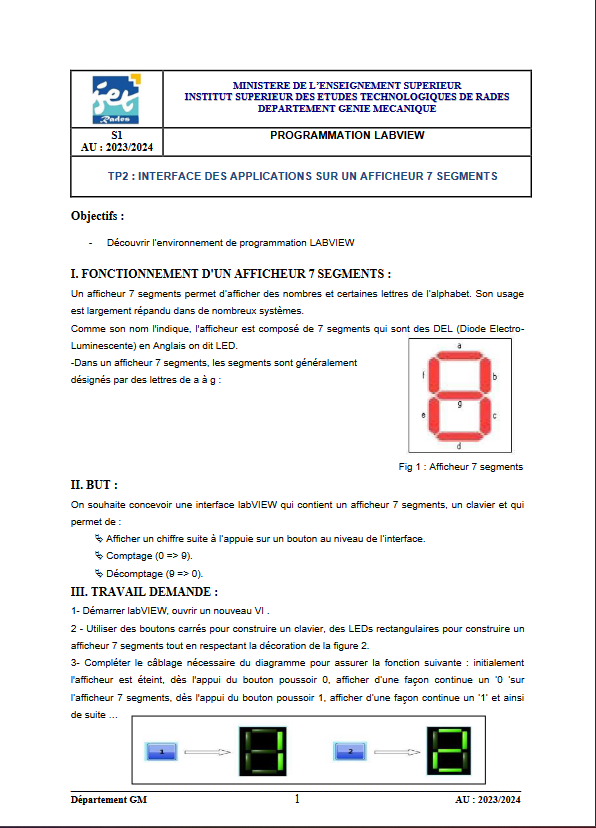 iset
Rades
MINISTERE DE L'ENSEIGNEMENT SUPERIEUR
INSTITUT SUPERIEUR DES ETUDES TECHNOLOGIQUES DE RADES
DEPARTEMENT GENIE MECANIQUE
S1
AU : 2023/2024
PROGRAMMATION LABVIEW
TP2 : INTERFACE DES APPLICATIONS SUR UN AFFICHEUR 7 SEGMENTS
Objectifs :
- Découvrir l'environnement de programmation LABVIEW
I. FONCTIONNEMENT D'UN AFFICHEUR 7 SEGMENTS :
Un afficheur 7 segments permet d'afficher des nombres et certaines lettres de l'alphabet. Son usage
est largement répandu dans de nombreux systèmes.
Comme son nom l'indique, l'afficheur est composé de 7 segments qui sont des DEL (Diode Electro-
Luminescente) en Anglais on dit LED.
-Dans un afficheur 7 segments, les segments sont généralement
désignés par des lettres de a à g :
a
f b
g
e c
d
Fig 1 : Afficheur 7 segments
II. BUT :
On souhaite concevoir une interface labVIEW qui contient un afficheur 7 segments, un clavier et qui
permet de :
Afficher un chiffre suite à l'appuie sur un bouton au niveau de l'interface.
Comptage (0 => 9).
Décomptage (9 => 0).
III. TRAVAIL DEMANDE :
1- Démarrer labVIEW, ouvrir un nouveau VI .
2 - Utiliser des boutons carrés pour construire un clavier, des LEDs rectangulaires pour construire un
afficheur 7 segments tout en respectant la décoration de la figure 2.
3- Compléter le câblage nécessaire du diagramme pour assurer la fonction suivante : initialement
l'afficheur est éteint, dès l'appui du bouton poussoir 0, afficher d'une façon continue un '0 'sur
l'afficheur 7 segments, dès l'appui du bouton poussoir 1, afficher d'une façon continue un '1' et ainsi
de suite …
1 1 2 2
Département GM 1 AU : 2023/2024